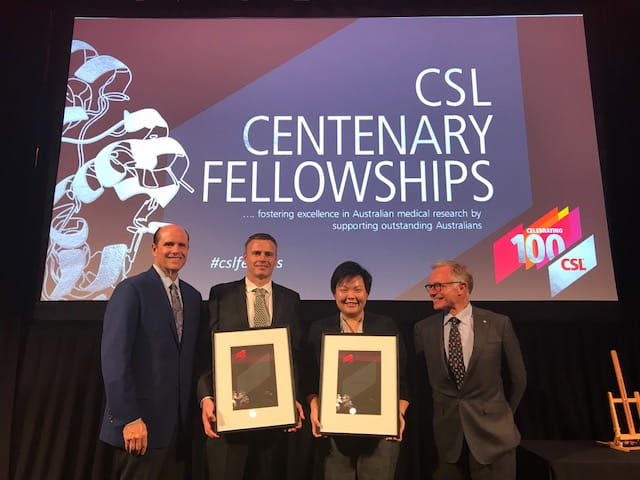 CSL
CENTENARY
FELLOWSHIPS
.... fostering excellence in Australian medical research by
supporting outstanding Australians
CELEBRATING
100
CSL